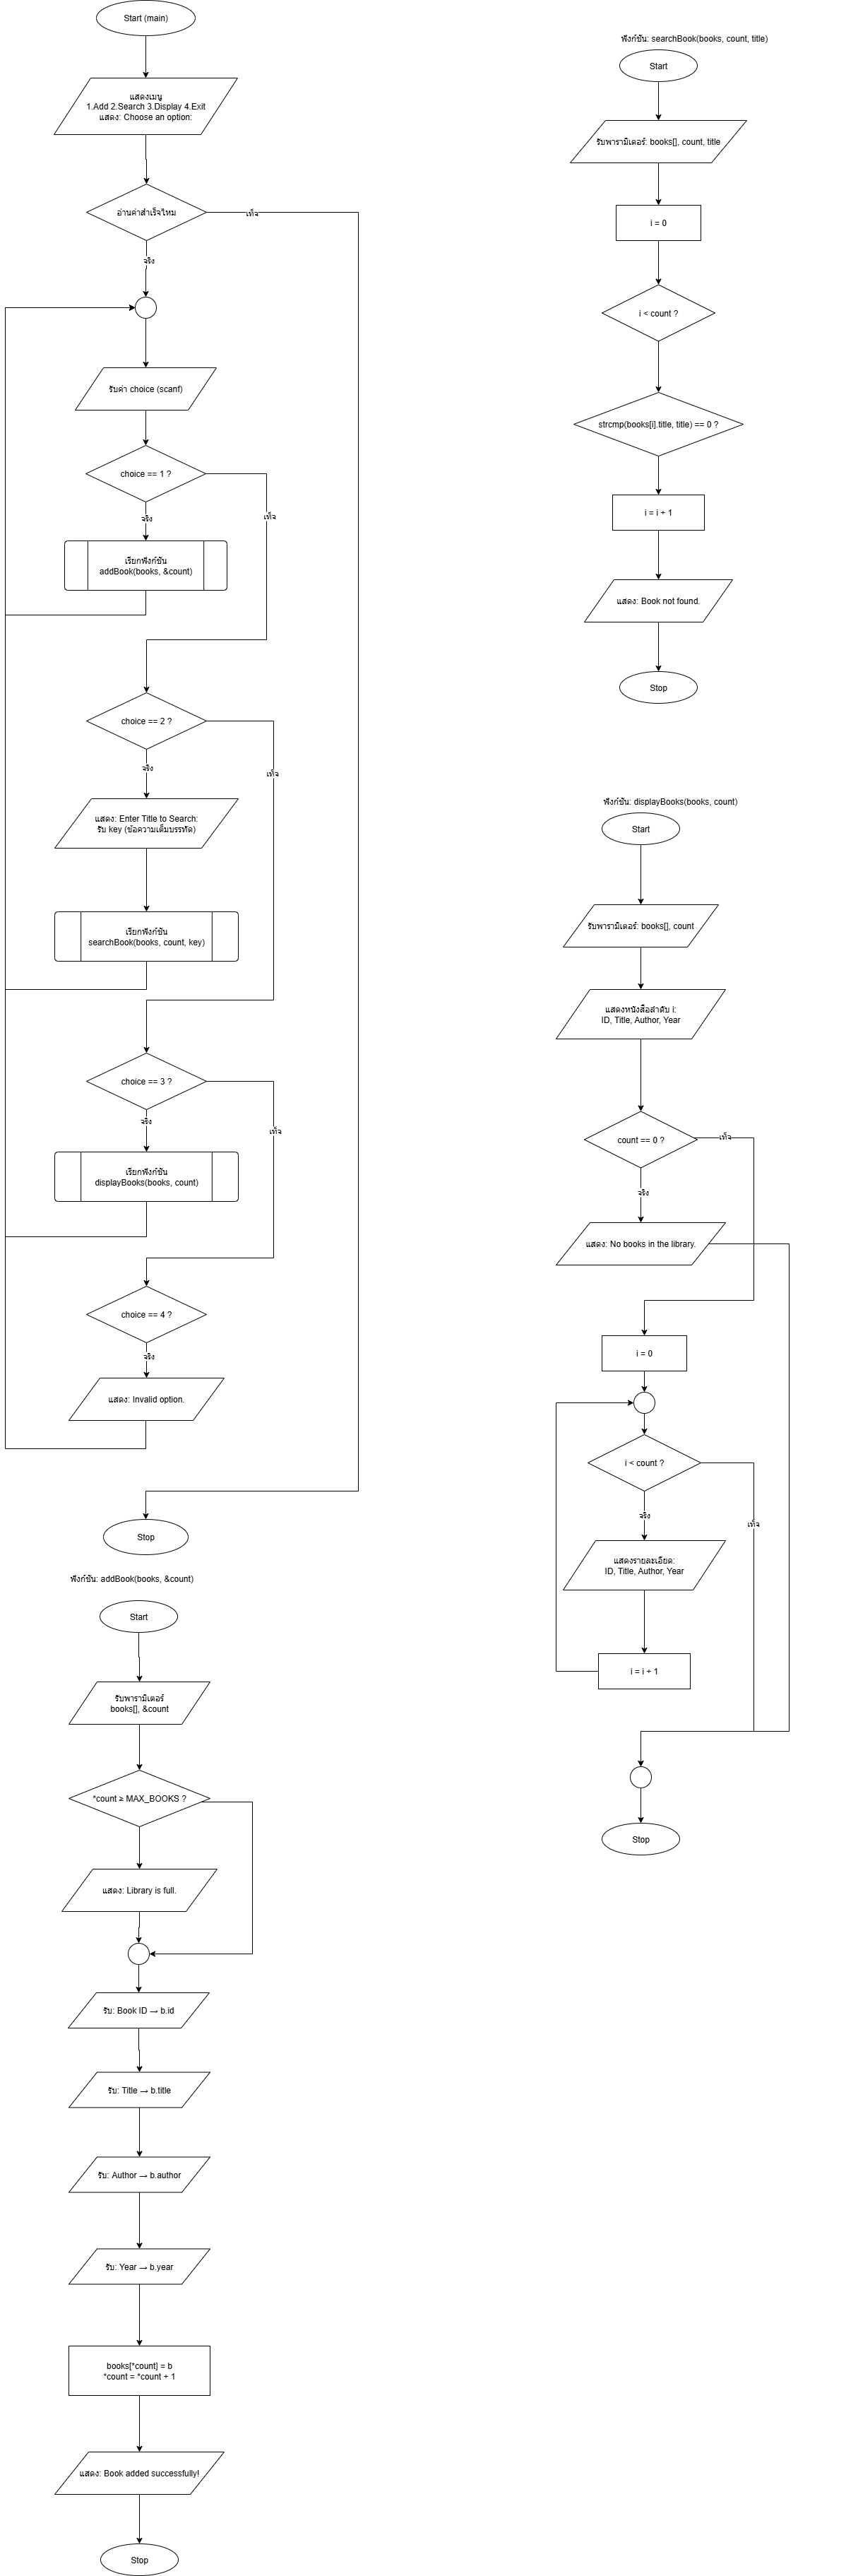 Start (main)
แสดงเมนู
1.Add 2.Search 3.Display 4.Exit
แสดง: Choose an option:
อ่านค่าสำเร็จไหม
เท็จ
จริง
รับค่า choice (scanf)
choice == 1 ?
จริง
เท็จ
เรียกฟังก์ชัน
addBook(books, &count)
choice == 2 ?
จริง
เท็จ
แสดง: Enter Title to Search:
รับ key (ข้อความเต็มบรรทัด)
เรียกฟังก์ชัน
searchBook(books, count, key)
choice == 3 ?
จริง
เท็จ
เรียกฟังก์ชัน
displayBooks(books, count)
choice == 4 ?
จริง
แสดง: Invalid option.
Stop
ฟังก์ชัน: addBook(books, &count)
Start
รับพารามิเตอร์
books[], &count
*count ≥ MAX_BOOKS ?
แสดง: Library is full.
รับ: Book ID → b.id
รับ: Title → b.title
รับ: Author → b.author
รับ: Year → b.year
books[*count] = b
*count = *count + 1
แสดง: Book added successfully!
Stop
ฟังก์ชัน: searchBook(books, count, title)
Start
รับพารามิเตอร์: books[], count, title
i = 0
i < count ?
strcmp(books[i].title, title) == 0 ?
i = i + 1
แสดง: Book not found.
Stop
ฟังก์ชัน: displayBooks(books, count)
Start
รับพารามิเตอร์: books[], count
แสดงหนังสือลำดับ i:
ID, Title, Author, Year
count == 0 ?
เท็จ
จริง
แสดง: No books in the library.
i = 0
i < count ?
จริง
เท็จ
แสดงรายละเอียด:
ID, Title, Author, Year
i = i + 1
Stop